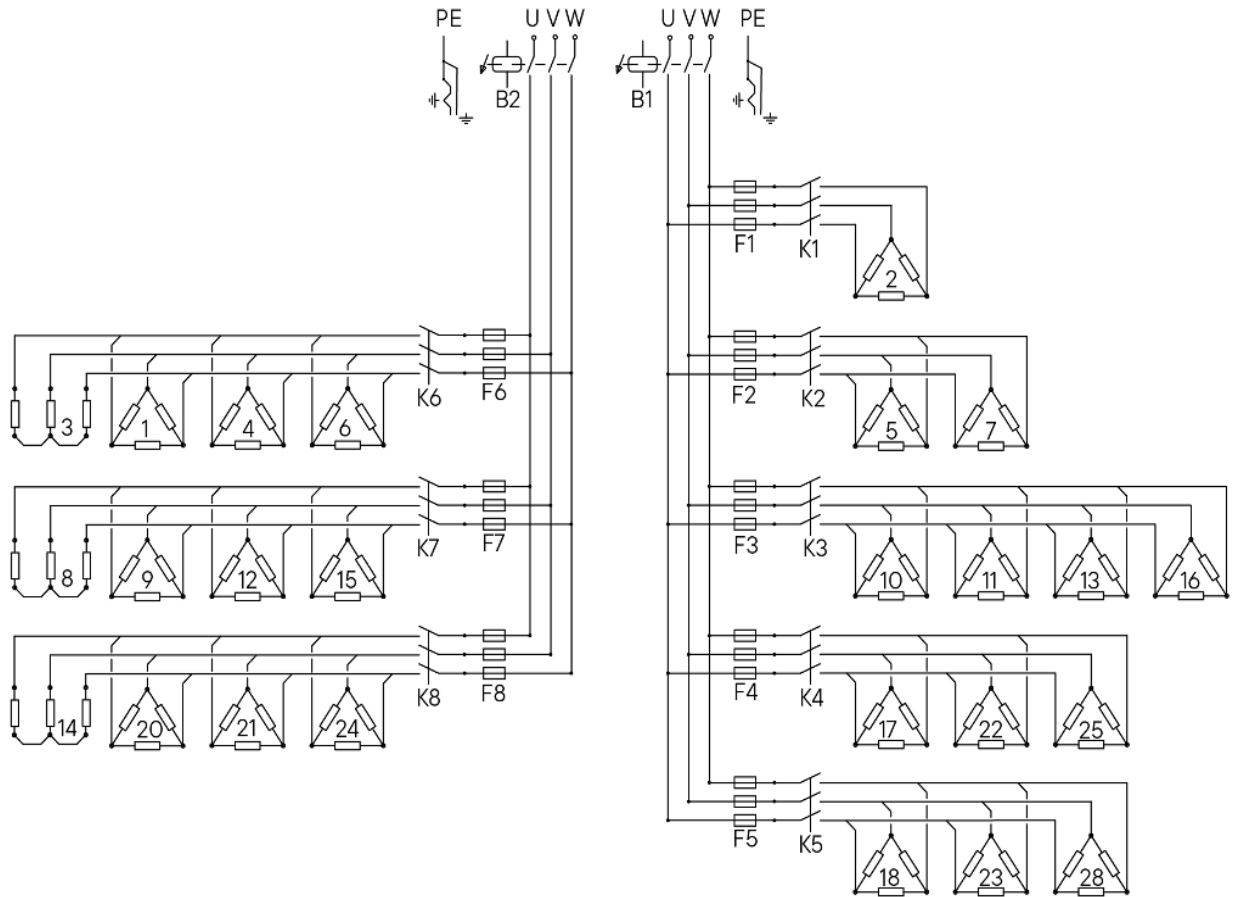 PE U V W U V W PE
B2 B1
F1 K1
2
K6 F6 F2 K2
3 1 4 6 5 7
K7 F7 F3 K3
8 9 12 15 10 11 13 16
K8 F8 F4 K4
14 20 21 24 17 22 25
F5 K5
18 23 28